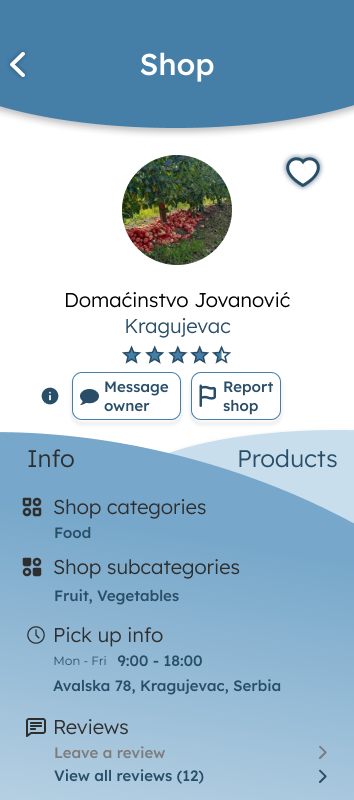 Shop
Domaćinstvo Jovanović
Kragujevac
Message
owner
Report
shop
Info
Products
Shop categories
Food
Shop subcategories
Fruit, Vegetables
Pick up info
Mon - Fri 9:00 - 18:00
Avalska 78, Kragujevac, Serbia
Reviews
Leave a review
View all reviews (12)